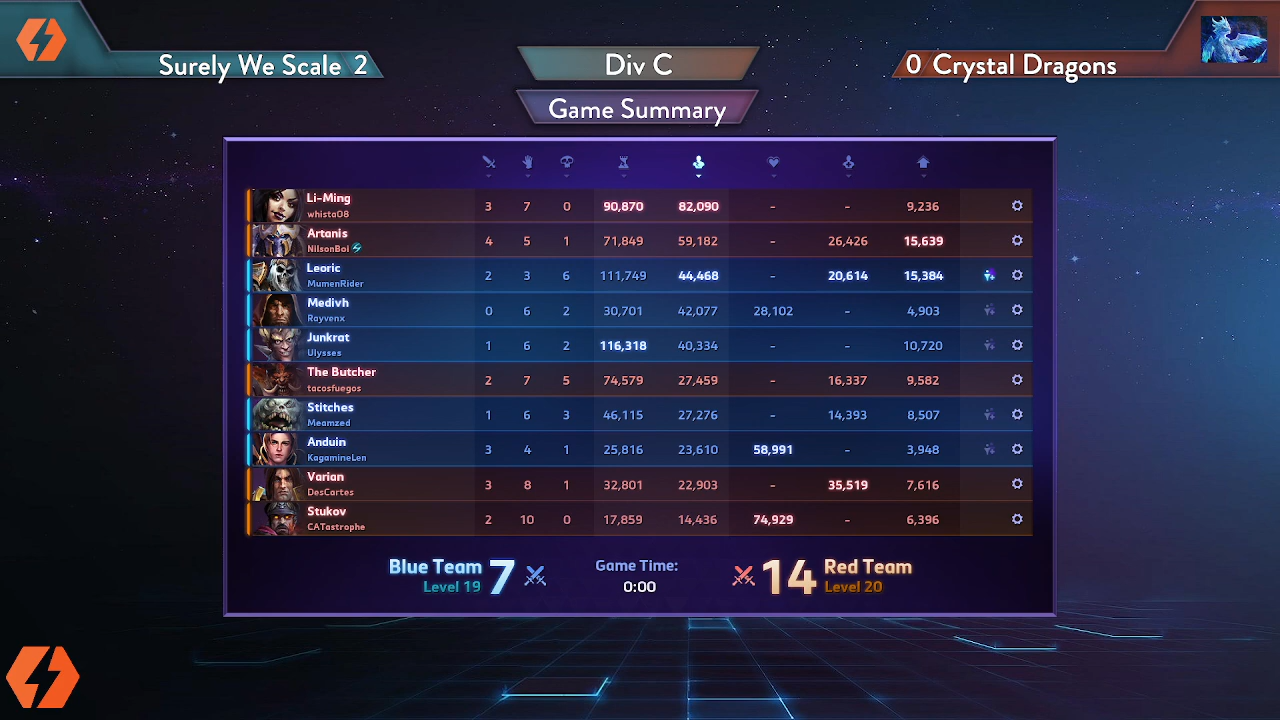 Surely We Scale 2
Div C
0 Crystal Dragons
Game Summary
Li-Ming
whista08
3 7 0 90,870 82,090 - - 9,236
Artanis
NilsonBoi
4 5 1 71,849 59,182 - 26,426 15,639
Leoric
MumenRider
2 3 6 111,749 44,468 - 20,614 15,384
Medivh
Rayvenx
0 6 2 30,701 42,077 28,102 - 4,903
Junkrat
Ulysses
1 6 2 116,318 40,334 - - 10,720
The Butcher
tacosfuegos
2 7 5 74,579 27,459 - 16,337 9,582
Stitches
Meamzed
1 6 3 46,115 27,276 - 14,393 8,507
Anduin
KagamineLen
3 4 1 25,816 23,610 58,991 - 3,948
Varian
DesCartes
3 8 1 32,801 22,903 - 35,519 7,616
Stukov
CATastrophe
2 10 0 17,859 14,436 74,929 - 6,396
Blue Team 7
Level 19
Game Time:
0:00
14 Red Team
Level 20